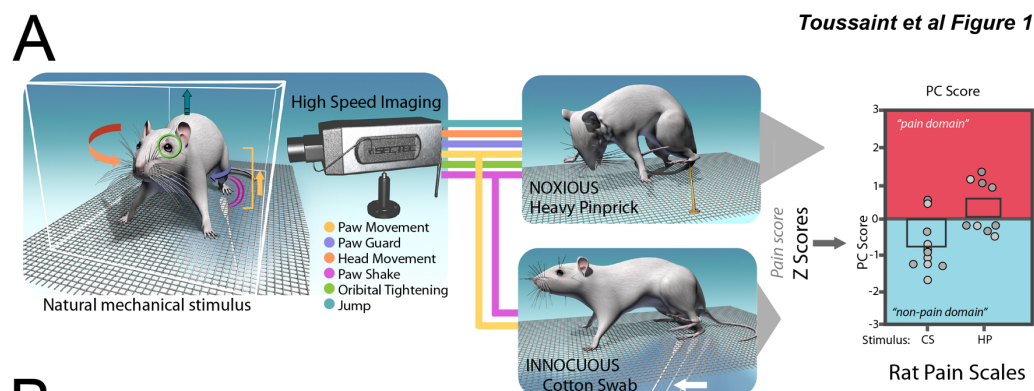 A
Toussaint et al Figure 1
High Speed Imaging
Paw Movement
Paw Guard
Head Movement
Paw Shake
Oribital Tightening
Jump
Natural mechanical stimulus
NOXIOUS
Heavy Pinprick
INNOCUOUS
Cotton Swab
Pain score
Z Scores
PC Score
"pain domain"
3
2
1
0
-1
-2
-3
PC Score
"non-pain domain"
Stimulus: CS HP
Rat Pain Scales